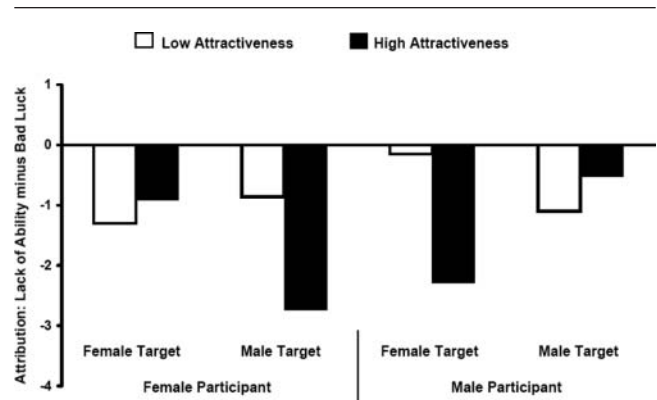 Low Attractiveness High Attractiveness
Attribution: Lack of Ability minus Bad Luck
1
0
-1
-2
-3
-4
Female Target Male Target Female Target Male Target
Female Participant Male Participant